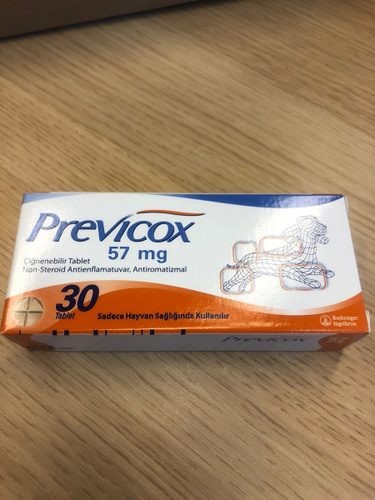 Previcox
57 mg
Çiğnenebilir Tablet
Non-Steroid Antienflamatuvar, Antiromatizmal
30
Tablet
Sadece Hayvan Sağlığında Kullanılır
Boehringer
Ingelheim
Previcox